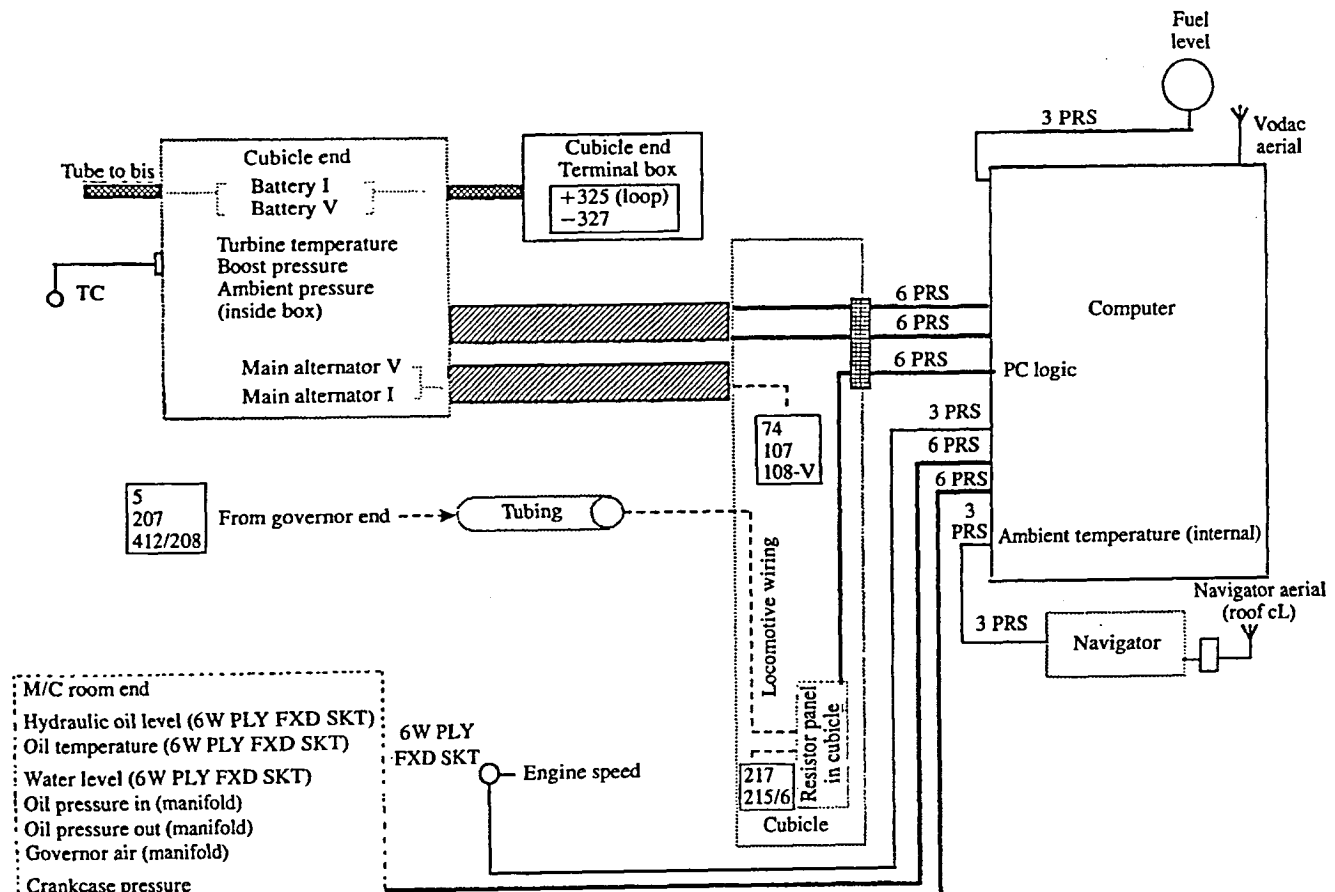 Fuel
level
3 PRS
Vodac
aerial
Cubicle end
Battery I
Battery V
Tube to bis
Cubicle end
Terminal box
+325 (loop)
−327
Turbine temperature
Boost pressure
Ambient pressure
(inside box)
TC
Main alternator V
Main alternator I
6 PRS
6 PRS
6 PRS
Computer
PC logic
74
107
108-V
3 PRS
6 PRS
6 PRS
3
PRS
Ambient temperature (internal)
5
207
412/208
From governor end
Tubing
Locomotive wiring
Navigator aerial
(roof cL)
3 PRS
Navigator
M/C room end
Hydraulic oil level (6W PLY FXD SKT)
Oil temperature (6W PLY FXD SKT)
Water level (6W PLY FXD SKT)
Oil pressure in (manifold)
Oil pressure out (manifold)
Governor air (manifold)
Crankcase pressure
6W PLY
FXD SKT
Engine speed
217
215/6
Resistor panel
in cubicle
Cubicle